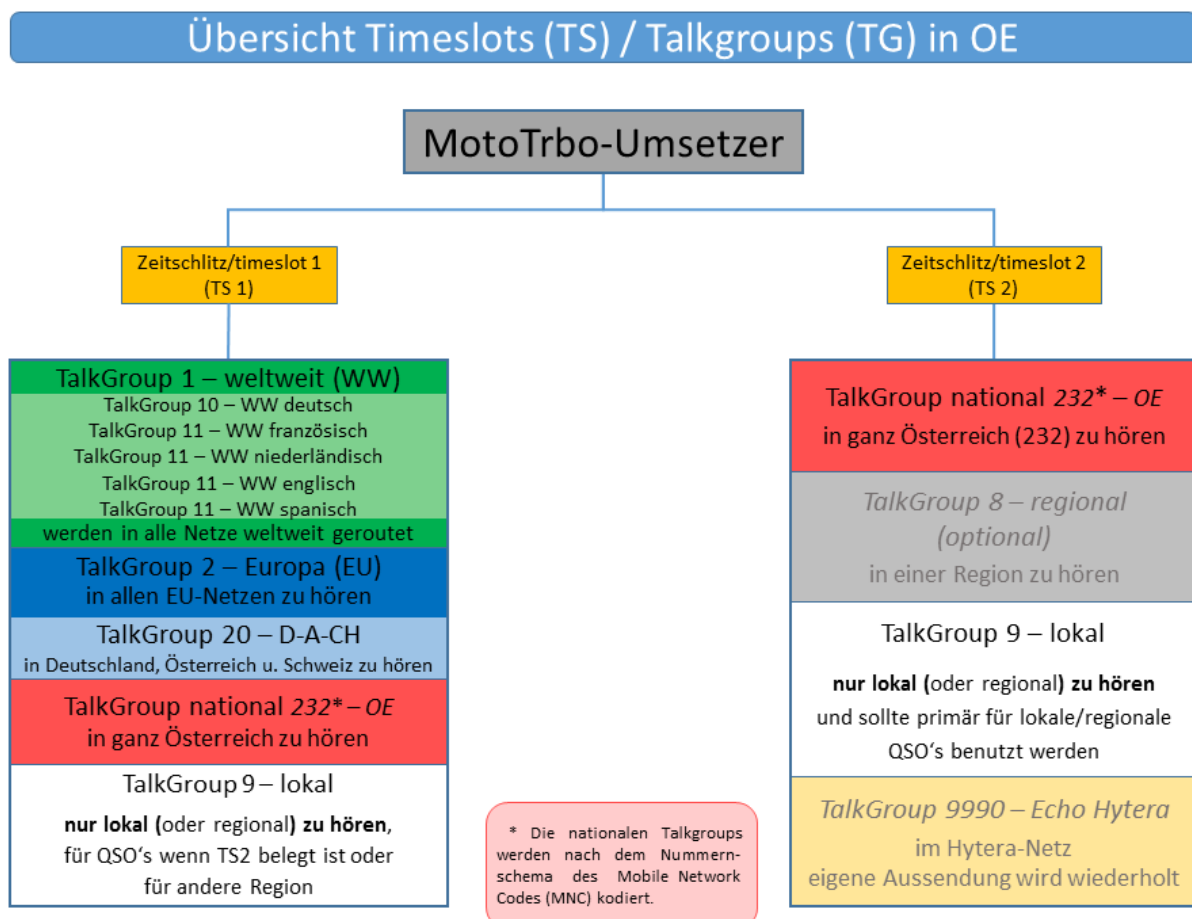 Übersicht Timeslots (TS) / Talkgroups (TG) in OE
MotoTrbo-Umsetzer
Zeitschlitz/timeslot 1
(TS 1)
TalkGroup 1 – weltweit (WW)
TalkGroup 10 – WW deutsch
TalkGroup 11 – WW französisch
TalkGroup 11 – WW niederländisch
TalkGroup 11 – WW englisch
TalkGroup 11 – WW spanisch
werden in alle Netze weltweit geroutet
TalkGroup 2 – Europa (EU)
in allen EU-Netzen zu hören
TalkGroup 20 – D-A-CH
in Deutschland, Österreich u. Schweiz zu hören
TalkGroup national 232* – OE
in ganz Österreich zu hören
TalkGroup 9 – lokal
nur lokal (oder regional) zu hören,
für QSO‘s wenn TS2 belegt ist oder
für andere Region
Zeitschlitz/timeslot 2
(TS 2)
TalkGroup national 232* – OE
in ganz Österreich (232) zu hören
TalkGroup 8 – regional
(optional)
in einer Region zu hören
TalkGroup 9 – lokal
nur lokal (oder regional) zu hören
und sollte primär für lokale/regionale
QSO‘s benutzt werden
TalkGroup 9990 – Echo Hytera
im Hytera-Netz
eigene Aussendung wird wiederholt
* Die nationalen Talkgroups
werden nach dem Nummern-
schema des Mobile Network
Codes (MNC) kodiert.